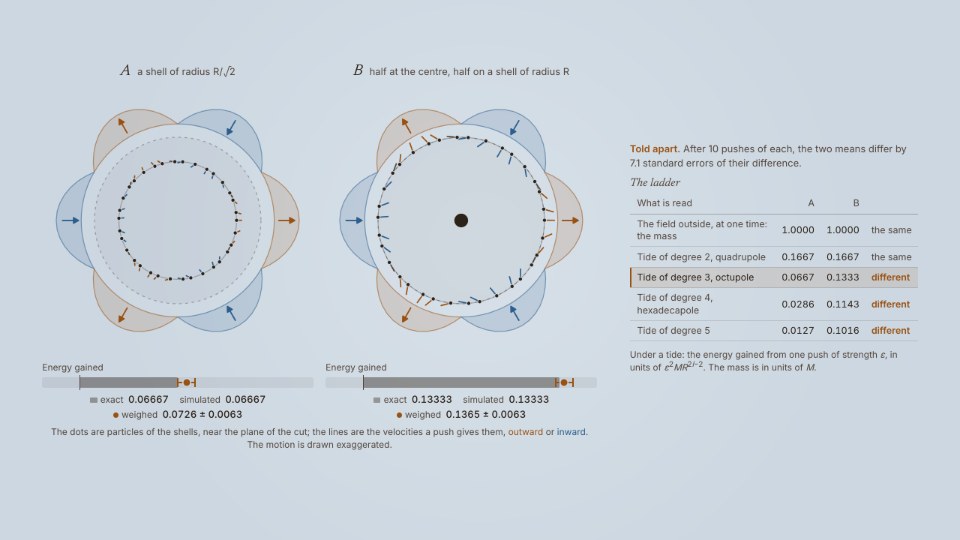 A a shell of radius R/√2
B half at the centre, half on a shell of radius R
Energy gained
exact 0.06667 simulated 0.06667
weighed 0.0726 ± 0.0063
Energy gained
exact 0.13333 simulated 0.13333
weighed 0.1365 ± 0.0063
The dots are particles of the shells, near the plane of the cut; the lines are the velocities a push gives them, outward or inward.
The motion is drawn exaggerated.
Told apart. After 10 pushes of each, the two means differ by
7.1 standard errors of their difference.
The ladder
What is read A B
The field outside, at one time:
the mass 1.0000 1.0000 the same
Tide of degree 2, quadrupole 0.1667 0.1667 the same
Tide of degree 3, octupole 0.0667 0.1333 different
Tide of degree 4,
hexadecapole 0.0286 0.1143 different
Tide of degree 5 0.0127 0.1016 different
Under a tide: the energy gained from one push of strength ε, in
units of ε²MR²ˡ⁻². The mass is in units of M.